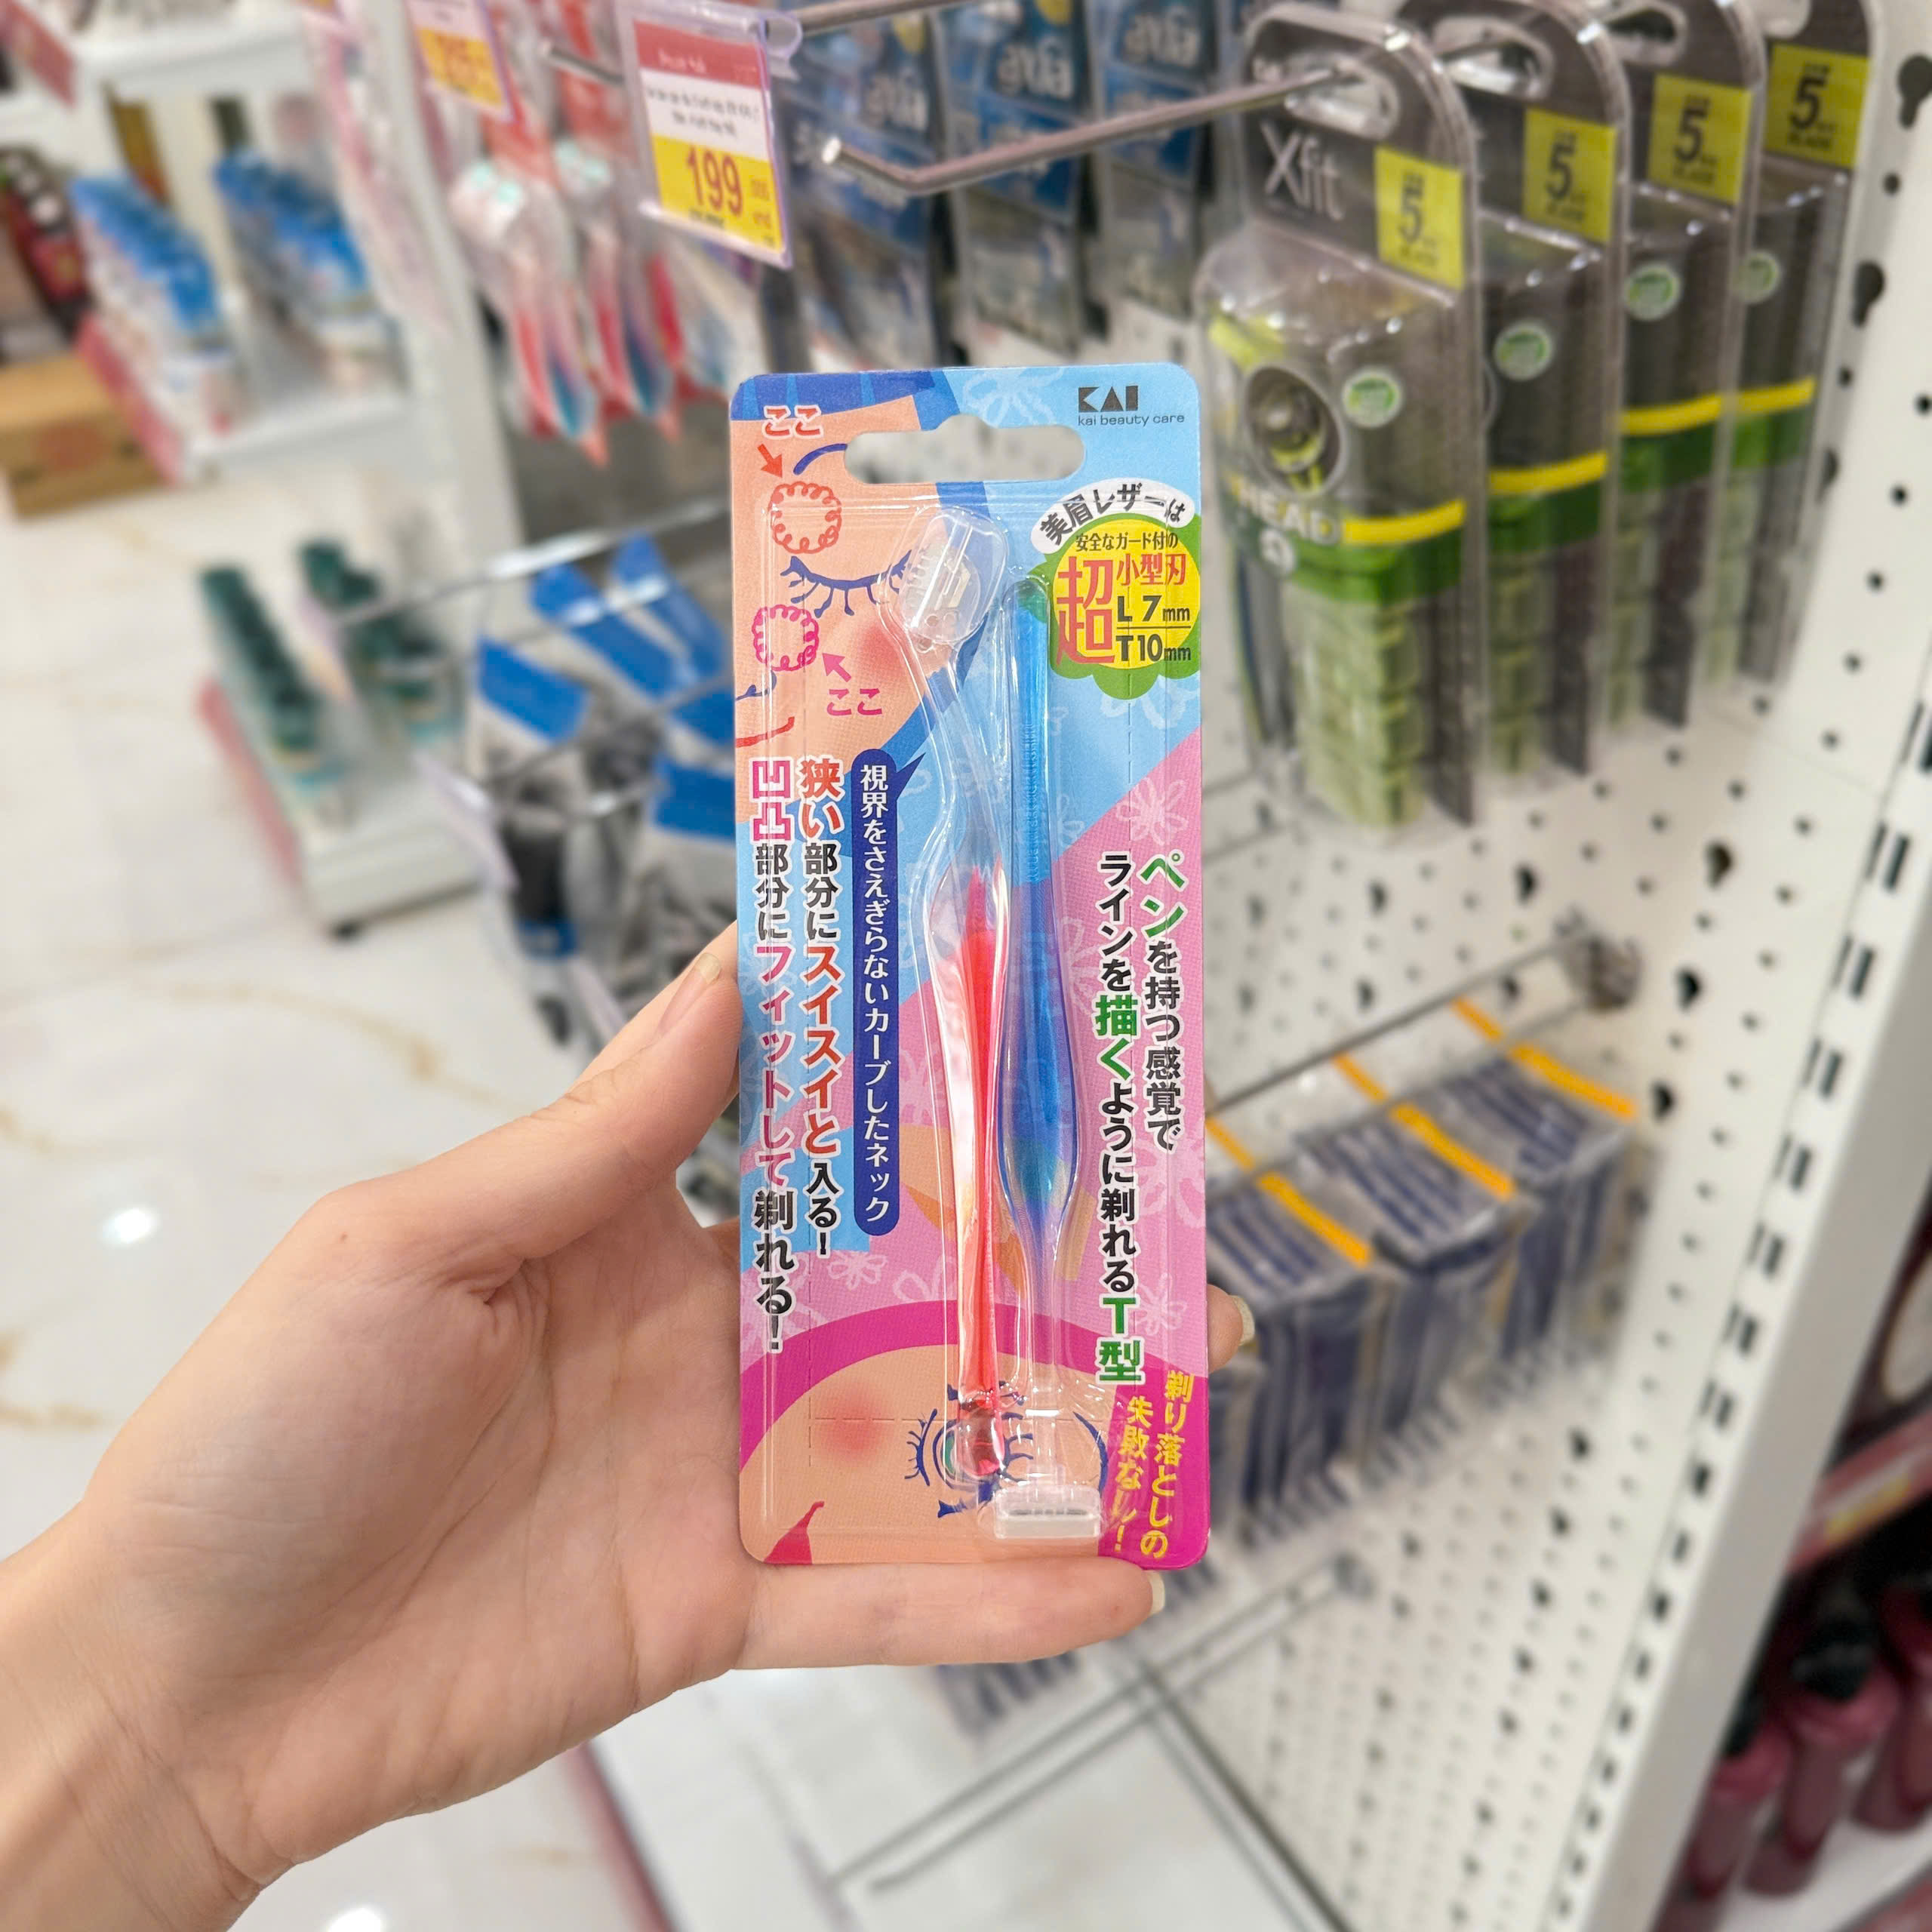 KAI
kai beauty care
ここ
美眉レザーは
安全なガード付の
超小型刃
L 7mm
T10mm
ここ
視界をさえぎらないカーブしたネック
狭い部分にスイスイと入る!
凹凸部分にフィットして剃れる!
ペンを持つ感覚で
ラインを描くように剃れるT型
剃り落としの
失敗なし!
199
Xfit
5
5
5
5
HEAD